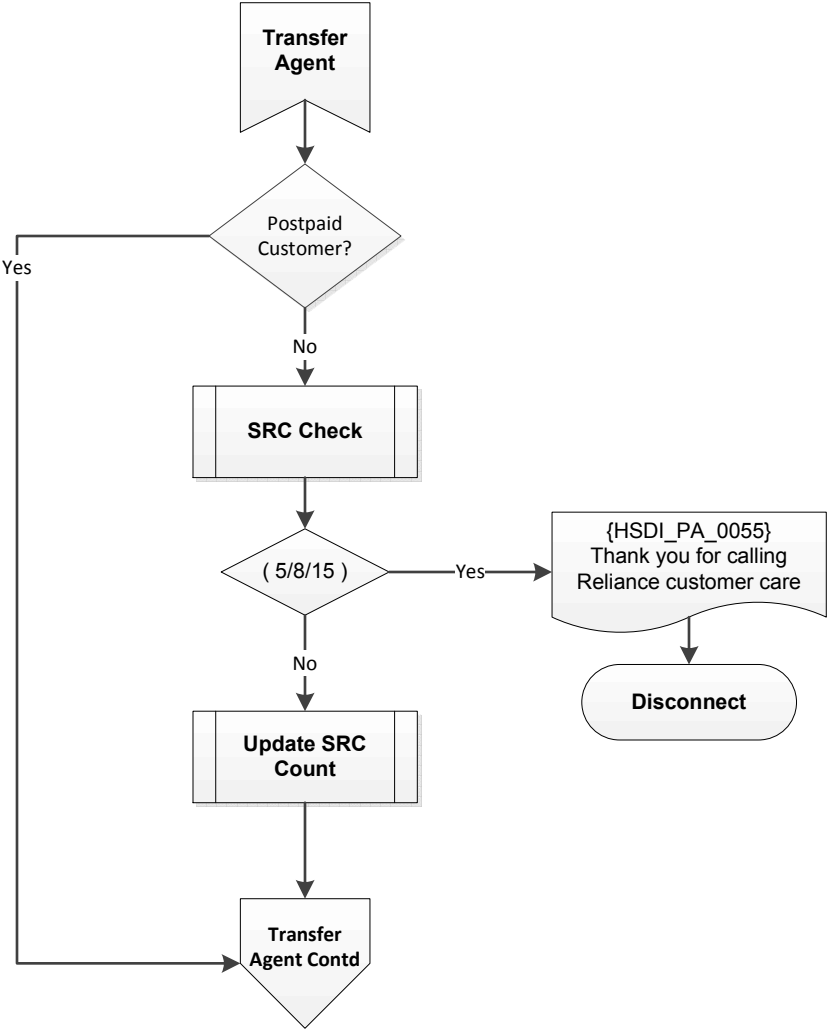 Transfer
Agent
Postpaid
Customer?
Yes
No
SRC Check
( 5/8/15 )
Yes
{HSDI_PA_0055}
Thank you for calling
Reliance customer care
No
Disconnect
Update SRC
Count
Transfer
Agent Contd